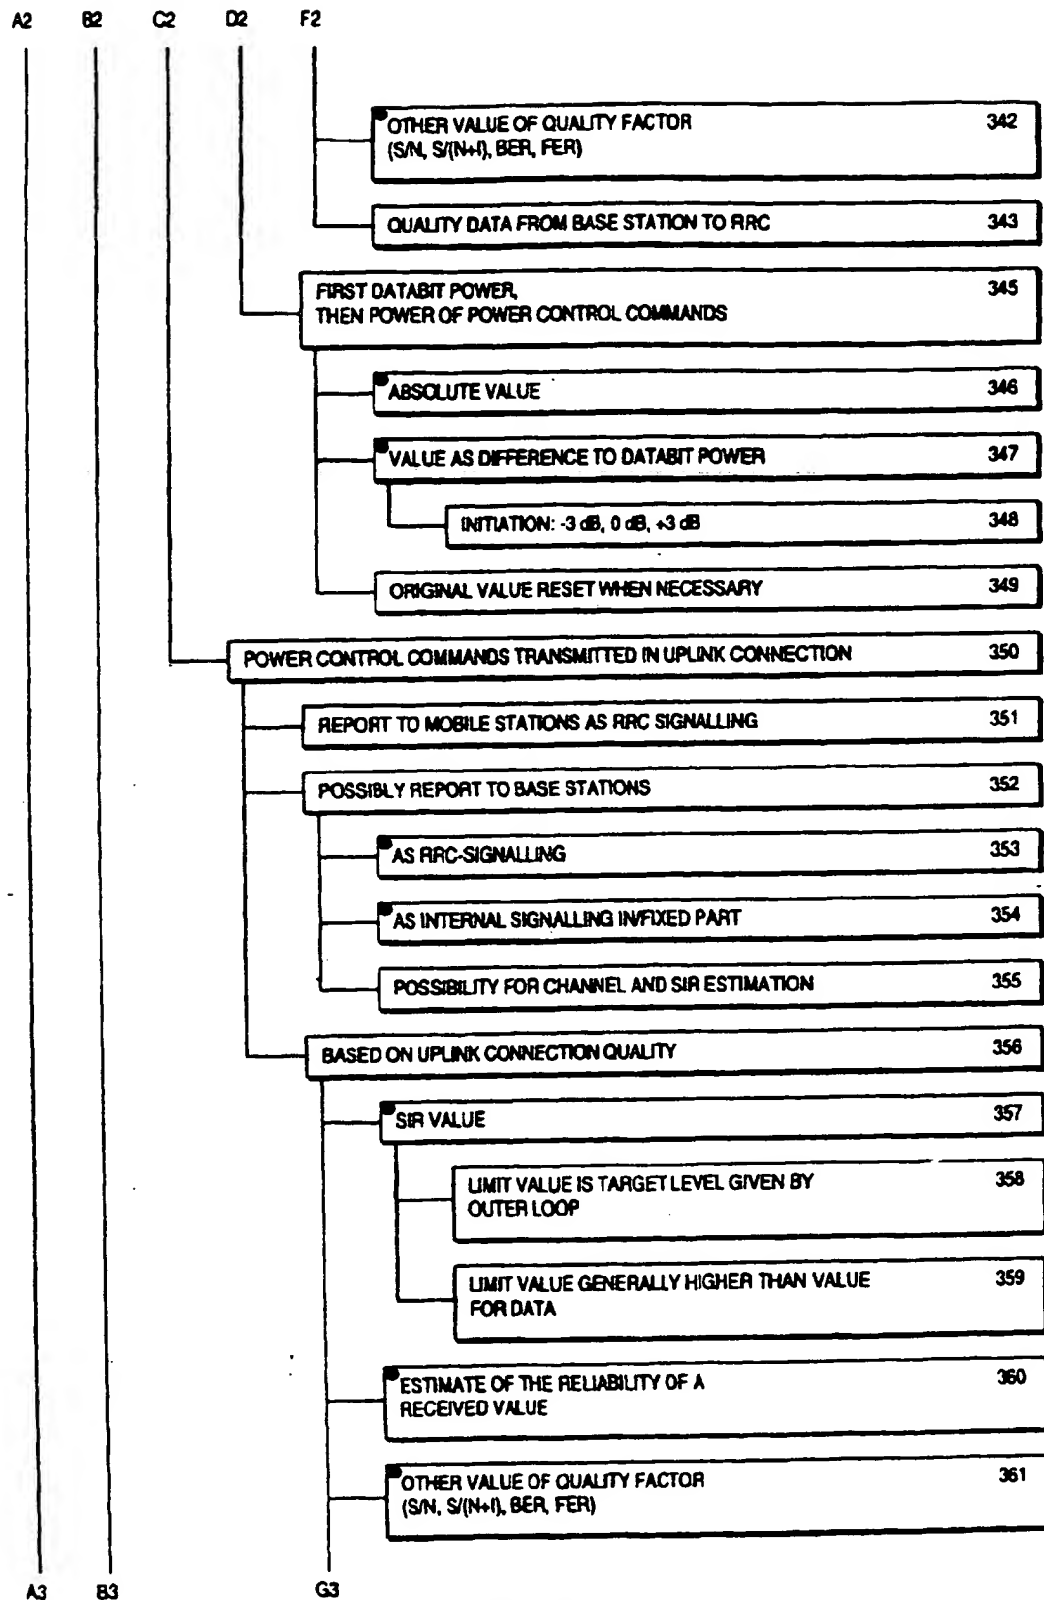 A2 B2 C2 D2 F2
OTHER VALUE OF QUALITY FACTOR 342
(S/N, S/(N+I), BER, FER)
QUALITY DATA FROM BASE STATION TO RRC 343
FIRST DATABIT POWER, 345
THEN POWER OF POWER CONTROL COMMANDS
ABSOLUTE VALUE 346
VALUE AS DIFFERENCE TO DATABIT POWER 347
INITIATION: -3 dB, 0 dB, +3 dB 348
ORIGINAL VALUE RESET WHEN NECESSARY 349
POWER CONTROL COMMANDS TRANSMITTED IN UPLINK CONNECTION 350
REPORT TO MOBILE STATIONS AS RRC SIGNALLING 351
POSSIBLY REPORT TO BASE STATIONS 352
AS RRC-SIGNALLING 353
AS INTERNAL SIGNALLING IN/FIXED PART 354
POSSIBILITY FOR CHANNEL AND SIR ESTIMATION 355
BASED ON UPLINK CONNECTION QUALITY 356
SIR VALUE 357
LIMIT VALUE IS TARGET LEVEL GIVEN BY 358
OUTER LOOP
LIMIT VALUE GENERALLY HIGHER THAN VALUE 359
FOR DATA
ESTIMATE OF THE RELIABILITY OF A 360
RECEIVED VALUE
OTHER VALUE OF QUALITY FACTOR 361
(S/N, S/(N+I), BER, FER)
A3 B3 G3